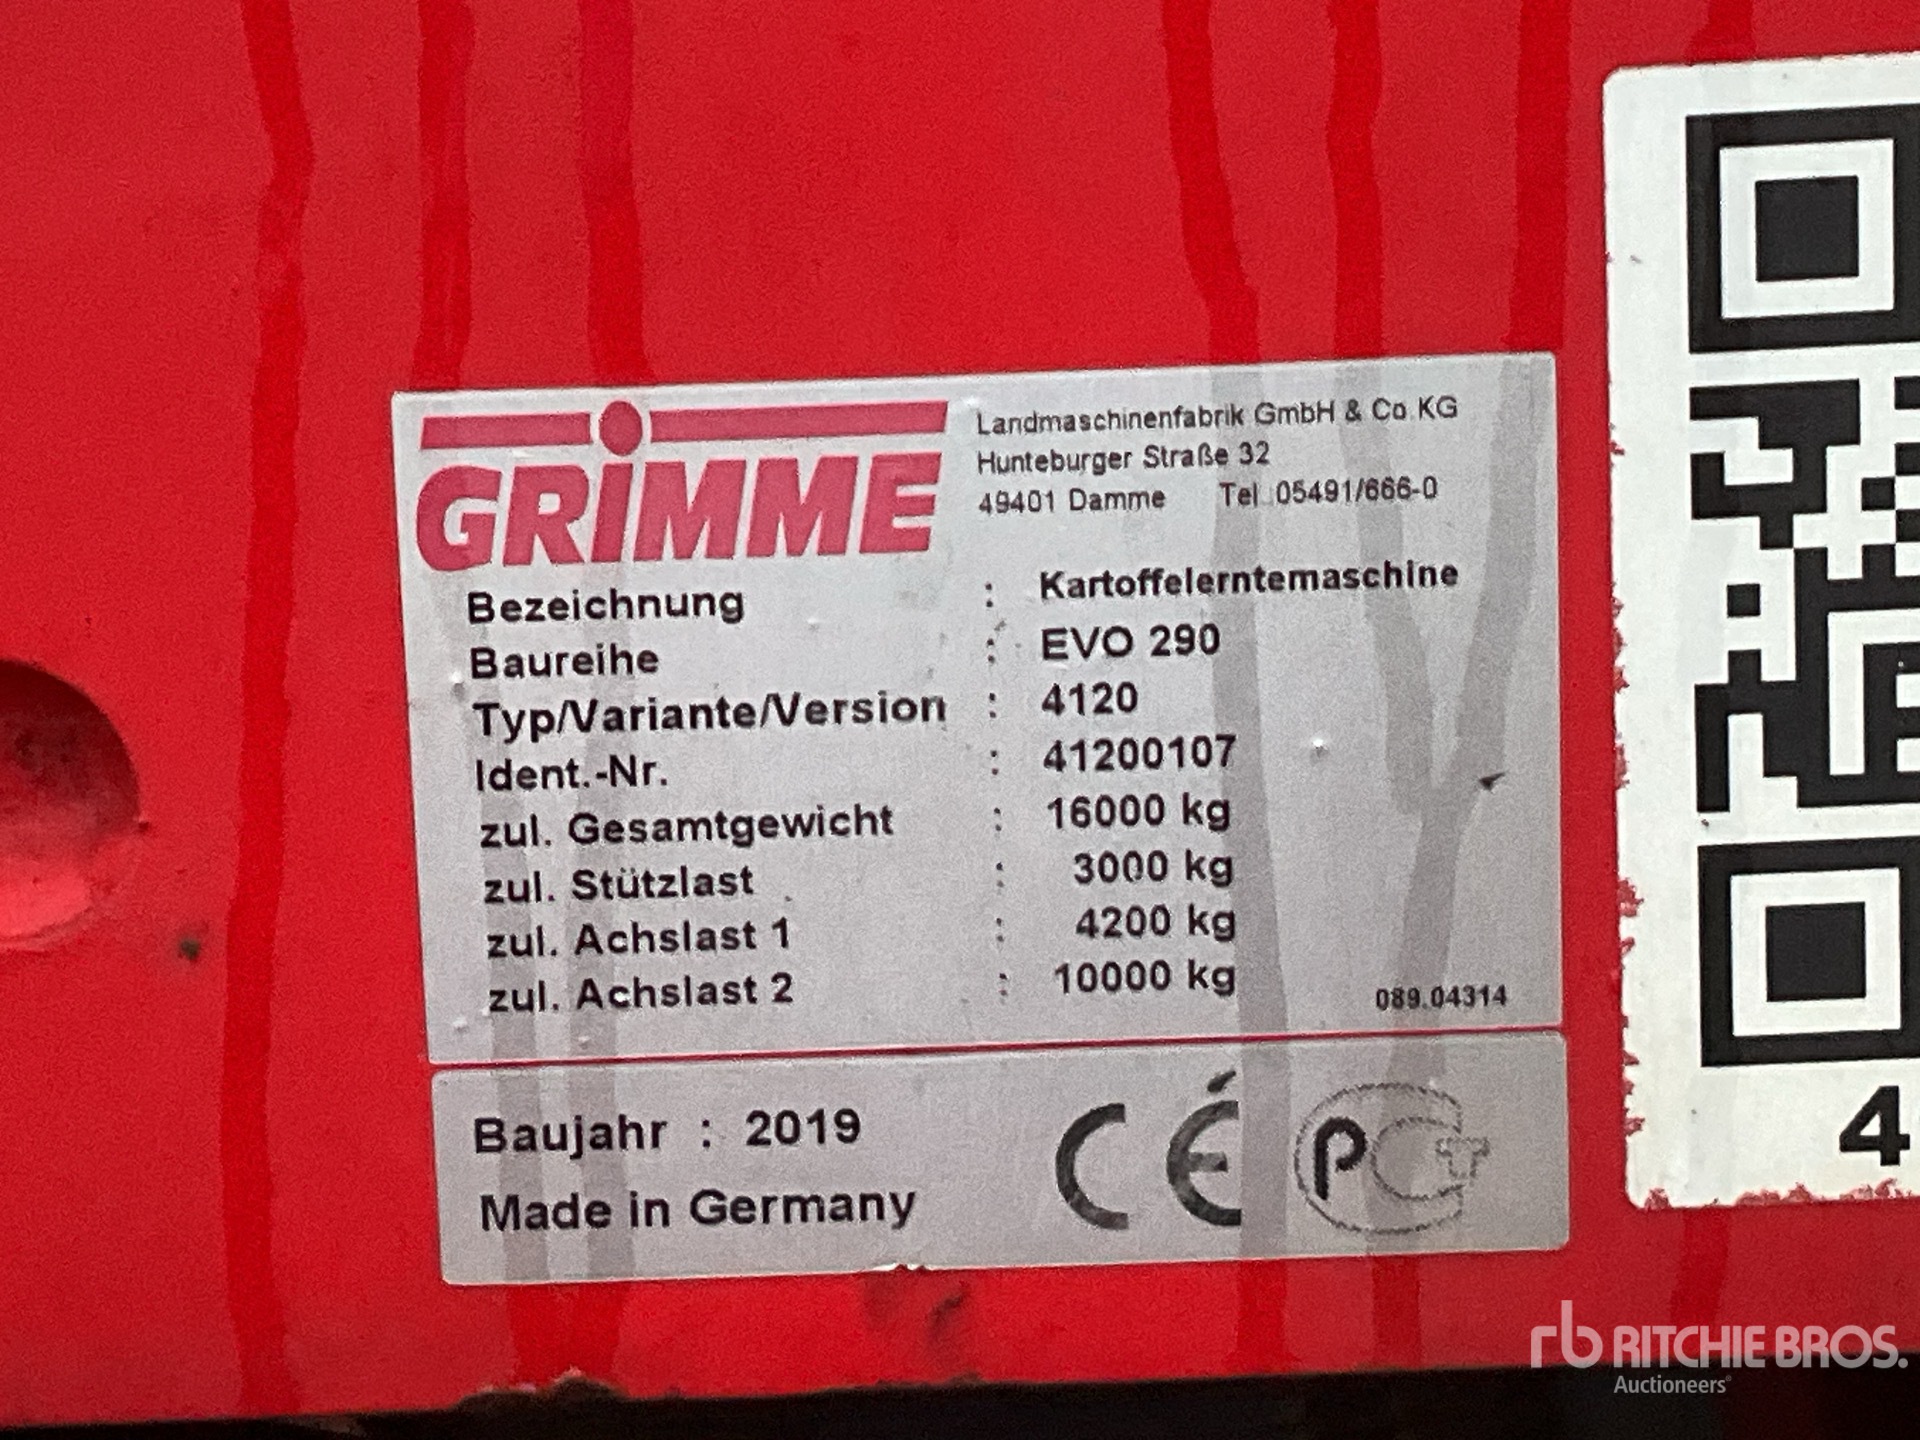 GRIMME
Landmaschinenfabrik GmbH & Co KG
Hunteburger Straße 32
49401 Damme Tel. 05491/666-0
Bezeichnung : Kartoffelerntemaschine
Baureihe : EVO 290
Typ/Variante/Version : 4120
Ident.-Nr. : 41200107
zul. Gesamtgewicht : 16000 kg
zul. Stützlast : 3000 kg
zul. Achslast 1 : 4200 kg
zul. Achslast 2 : 10000 kg
089.04314
Baujahr : 2019
Made in Germany
CE
4
rb RITCHIE BROS.
Auctioneers